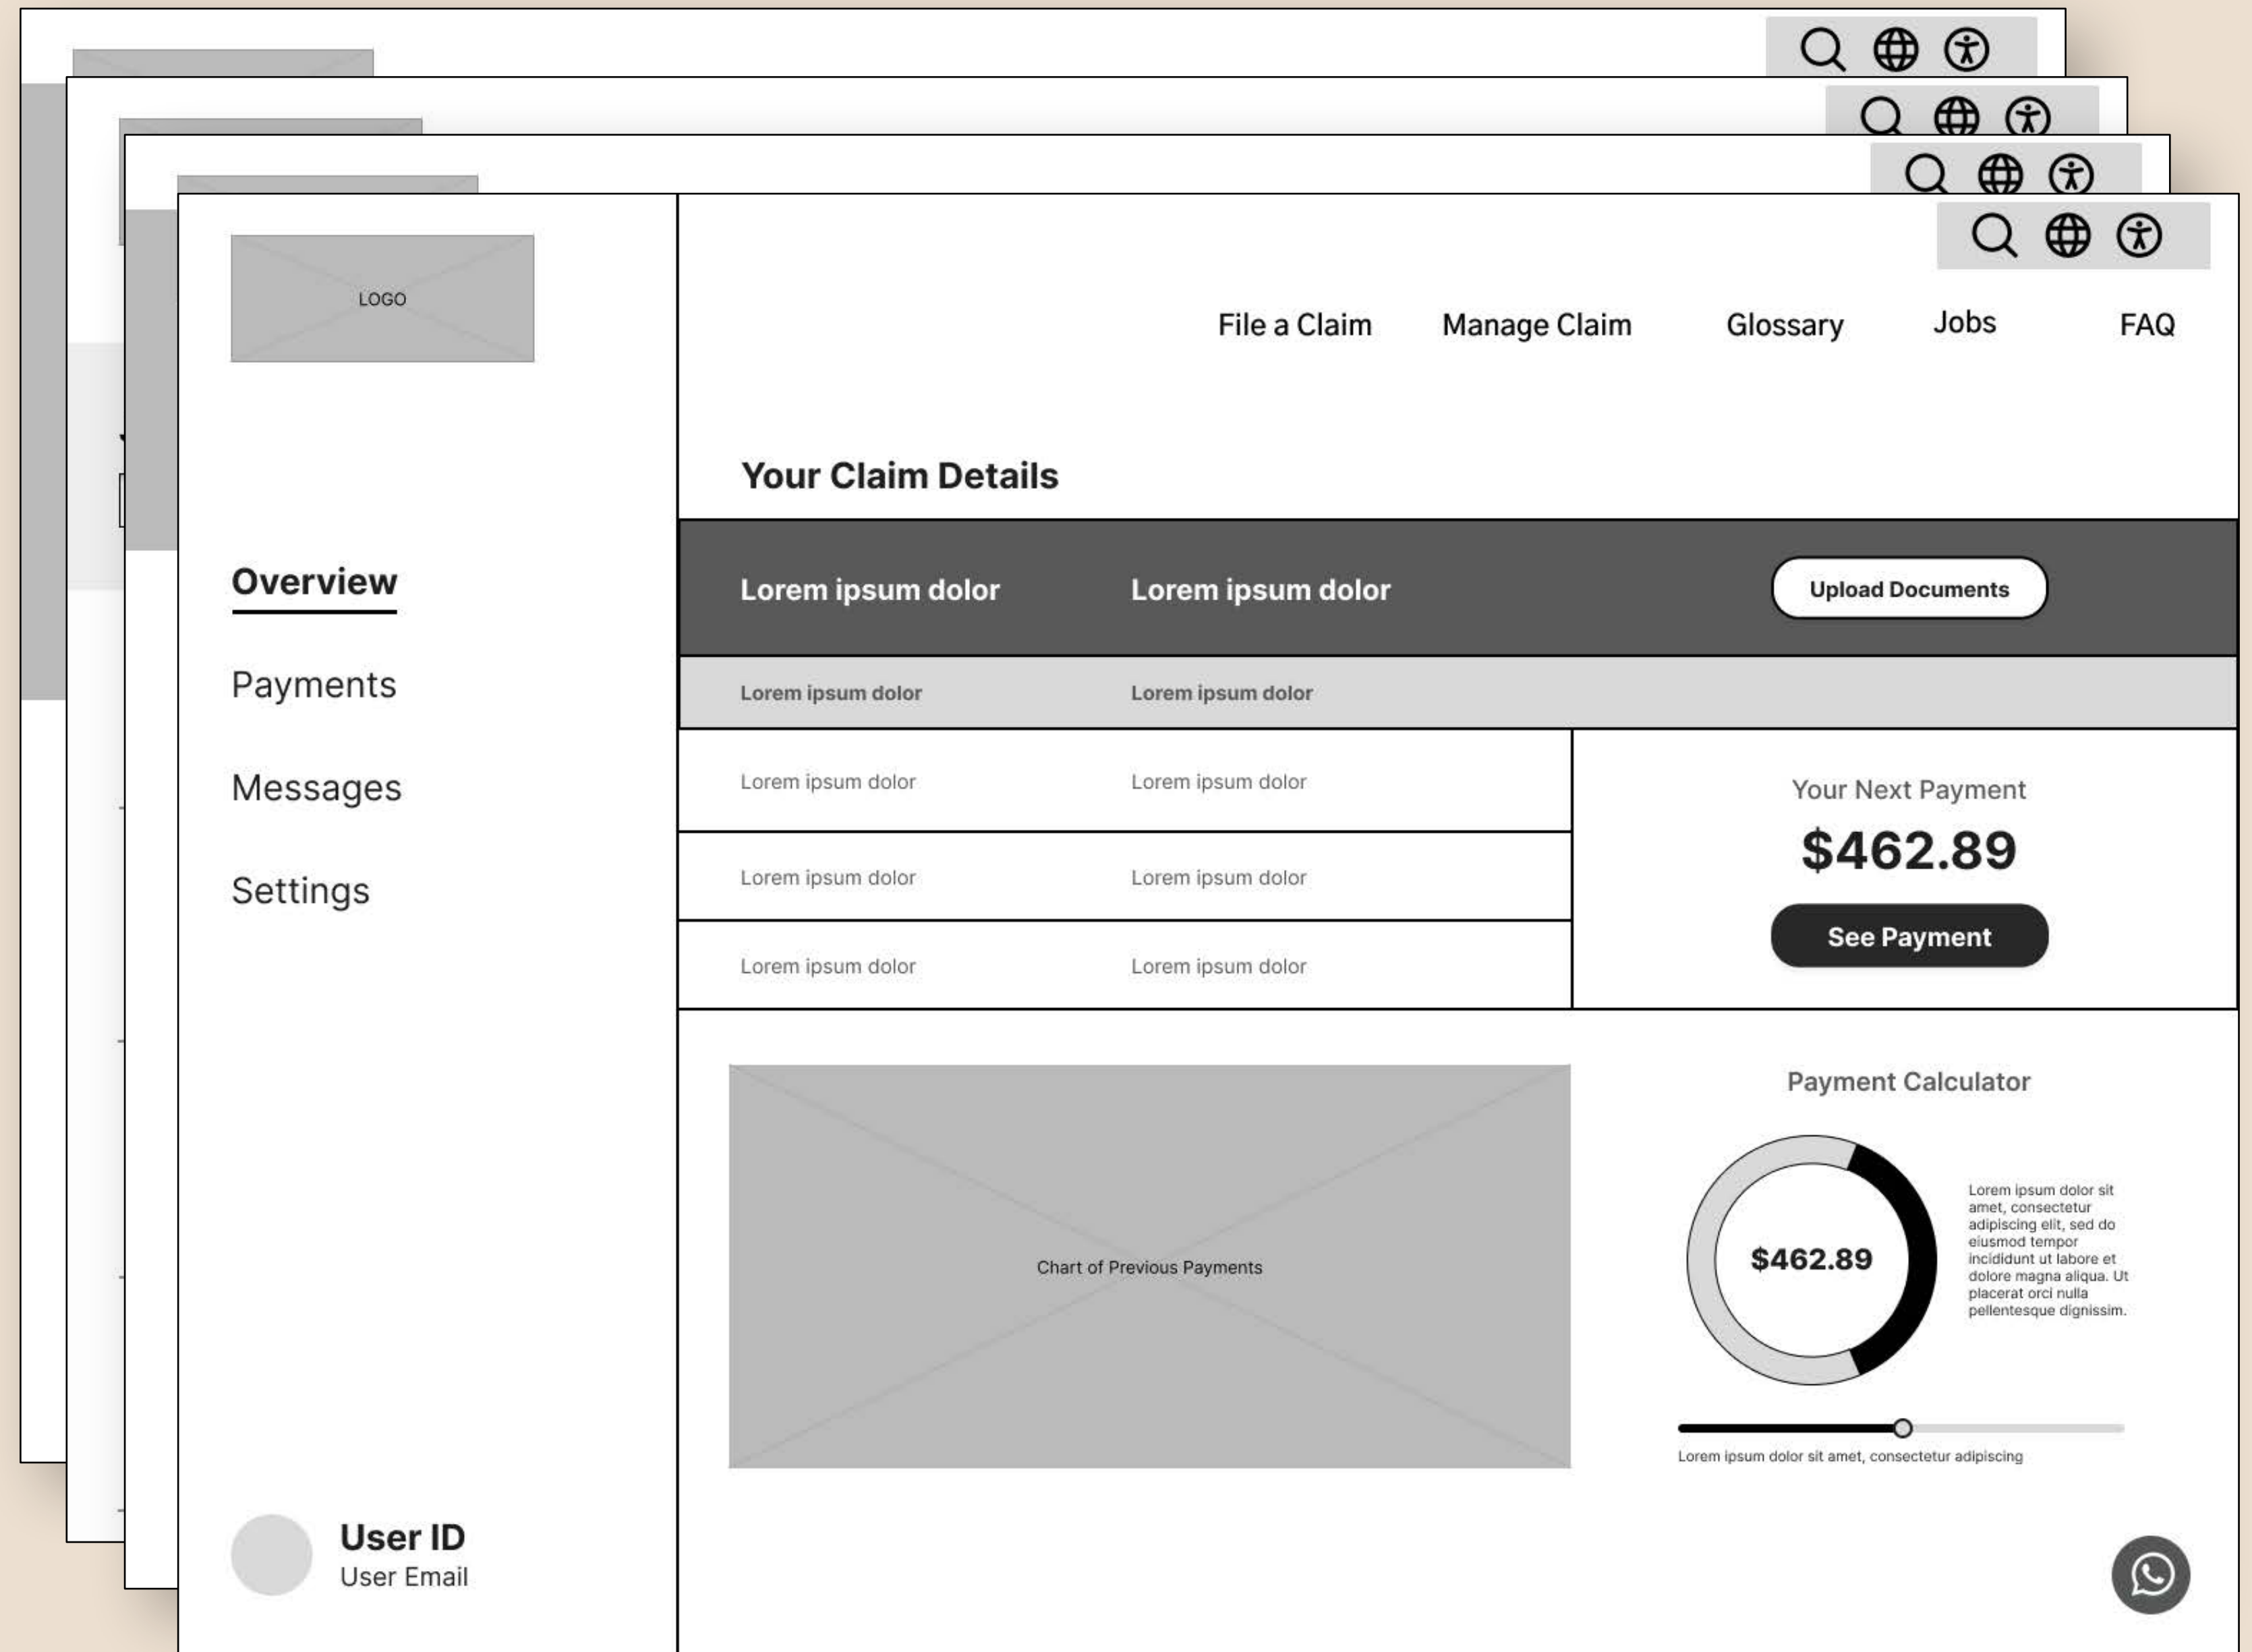 LOGO
File a Claim
Manage Claim
Glossary
Jobs
FAQ
Overview
Payments
Messages
Settings
User ID
User Email
Your Claim Details
Lorem ipsum dolor
Lorem ipsum dolor
Upload Documents
Lorem ipsum dolor
Lorem ipsum dolor
Lorem ipsum dolor
Lorem ipsum dolor
Lorem ipsum dolor
Lorem ipsum dolor
Lorem ipsum dolor
Lorem ipsum dolor
Your Next Payment
$462.89
See Payment
Chart of Previous Payments
Payment Calculator
$462.89
Lorem ipsum dolor sit
amet, consectetur
adipiscing elit, sed do
eiusmod tempor
incididunt ut labore et
dolore magna aliqua. Ut
placerat orci nulla
pellentesque dignissim.
Lorem ipsum dolor sit amet, consectetur adipiscing